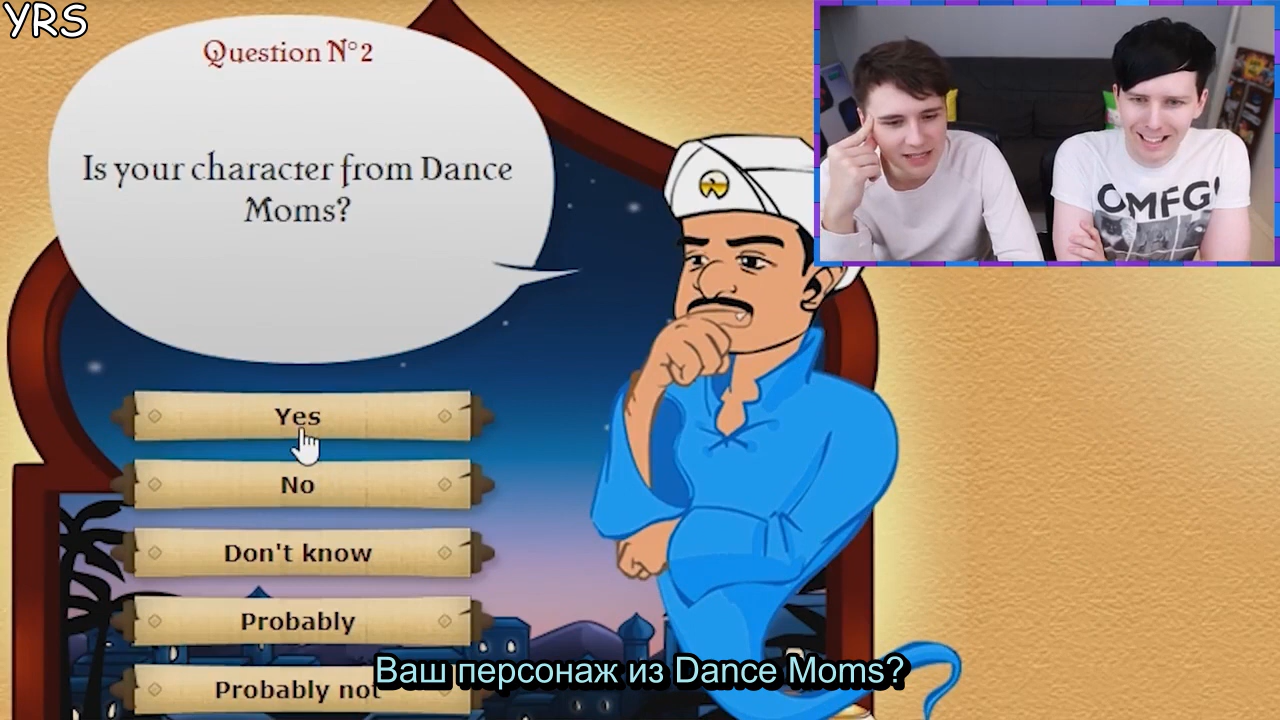 YRS
Question N°2
Is your character from Dance
Moms?
OMFG!
Yes
No
Don't know
Probably
Probably not
Ваш персонаж из Dance Moms?